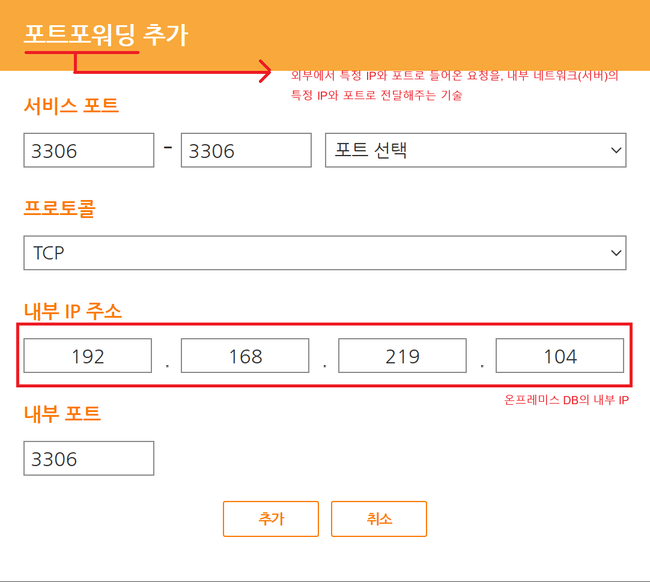 포트포워딩 추가
외부에서 특정 IP와 포트로 들어온 요청을, 내부 네트워크(서버)의
특정 IP와 포트로 전달해주는 기술
서비스 포트
3306 - 3306 포트 선택
프로토콜
TCP
내부 IP 주소
192 . 168 . 219 . 104
온프레미스 DB의 내부 IP
내부 포트
3306
추가 취소